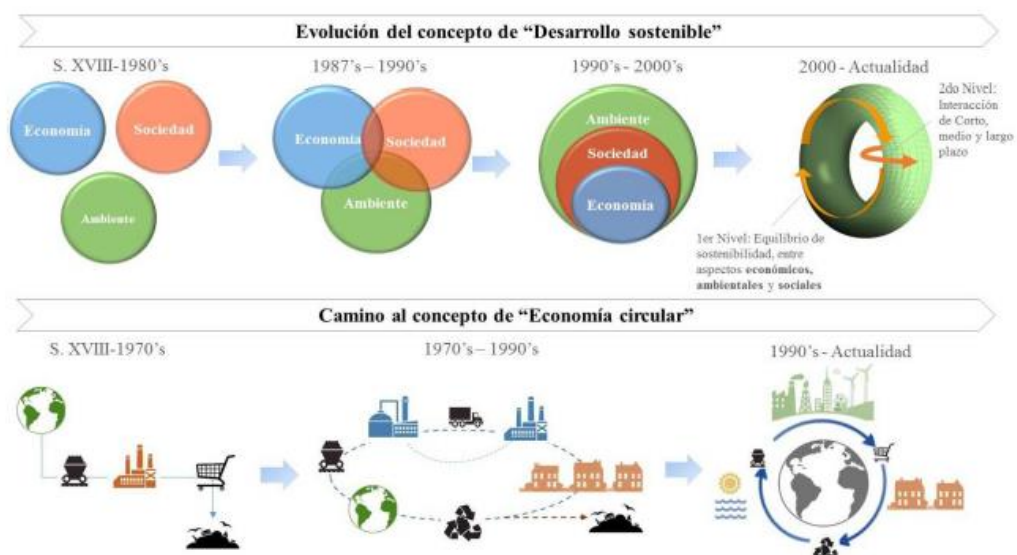 Evolución del concepto de “Desarrollo sostenible”
S. XVIII-1980’s
1987’s – 1990’s
1990’s - 2000’s
2000 - Actualidad
Economía
Sociedad
Ambiente
Economía
Sociedad
Ambiente
Ambiente
Sociedad
Economía
2do Nivel:
Interacción
de Corto,
medio y largo
plazo
1er Nivel: Equilibrio de
sostenibilidad, entre
aspectos económicos,
ambientales y sociales
Camino al concepto de “Economía circular”
S. XVIII-1970’s
1970’s – 1990’s
1990’s - Actualidad